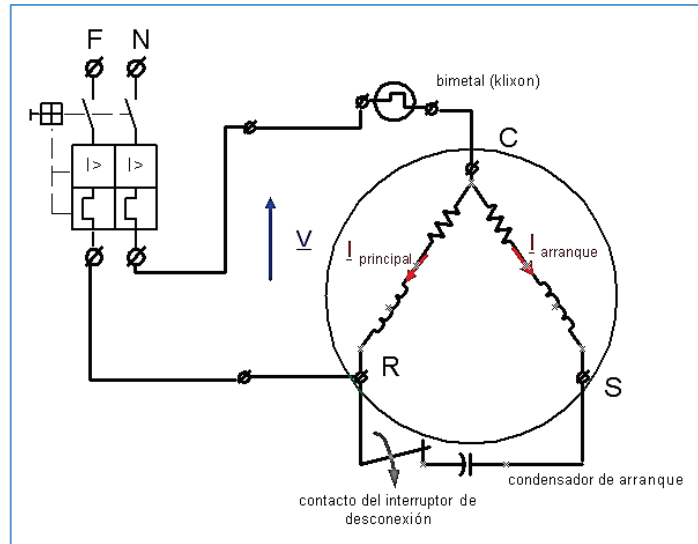 F N
bimetal (klixon)
C
I> I>
V
I principal
I arranque
R
S
condensador de arranque
contacto del interruptor de
desconexión